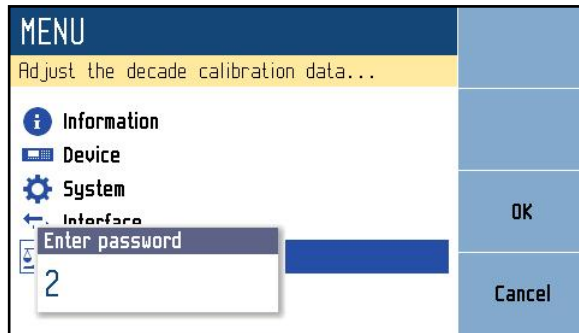 MENU
Adjust the decade calibration data...
Information
Device
System
Interface
Enter password
2
OK
Cancel